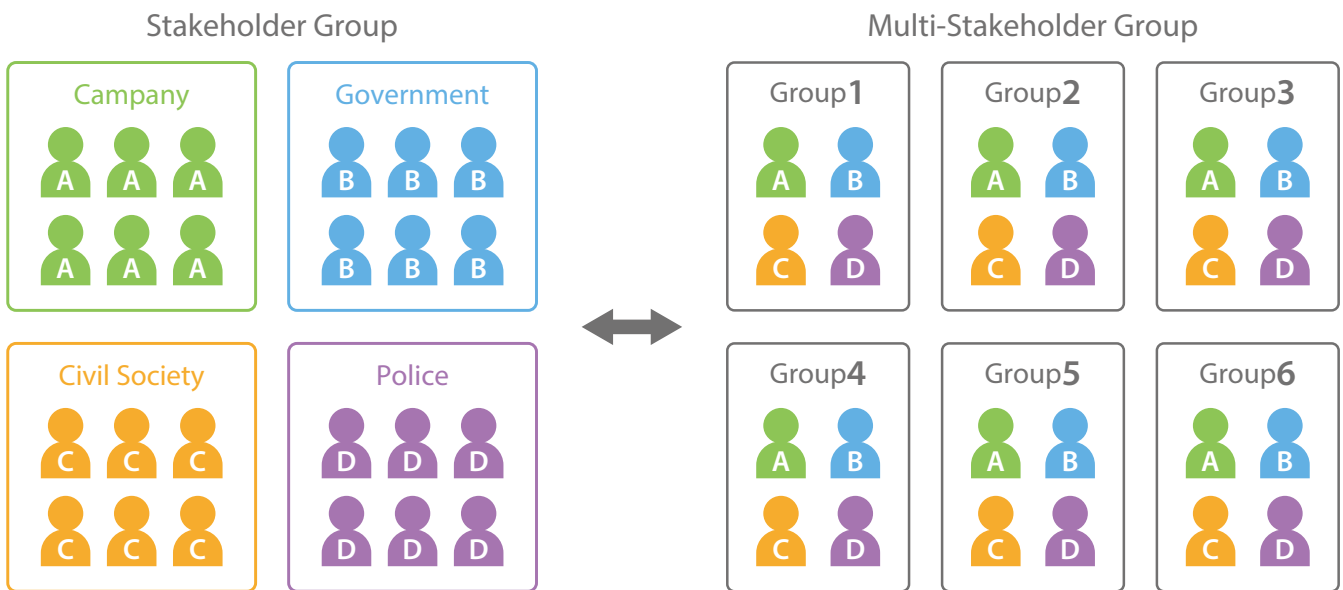 Stakeholder Group
Multi-Stakeholder Group
Campany
A A A
A A A
Government
B B B
B B B
Civil Society
C C C
C C C
Police
D D D
D D D
Group1
A B
C D
Group2
A B
C D
Group3
A B
C D
Group4
A B
C D
Group5
A B
C D
Group6
A B
C D